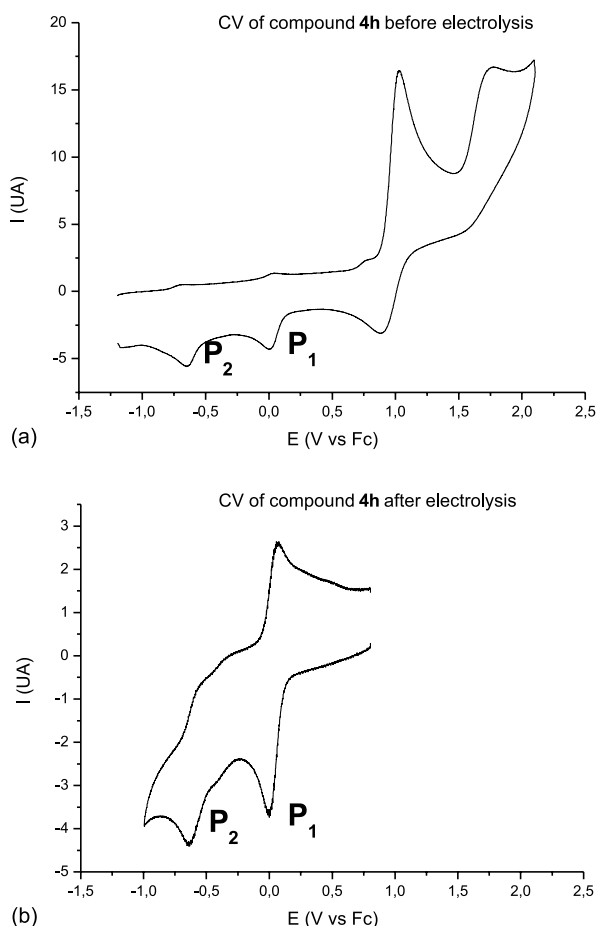 CV of compound 4h before electrolysis
20
15
10
5
0
-5
I (UA)
P2
P1
-1,5 -1,0 -0,5 0,0 0,5 1,0 1,5 2,0 2,5
(a)
E (V vs Fc)
CV of compound 4h after electrolysis
3
2
1
0
-1
-2
-3
-4
-5
I (UA)
P2
P1
-1,5 -1,0 -0,5 0,0 0,5 1,0 1,5 2,0 2,5
(b)
E (V vs Fc)